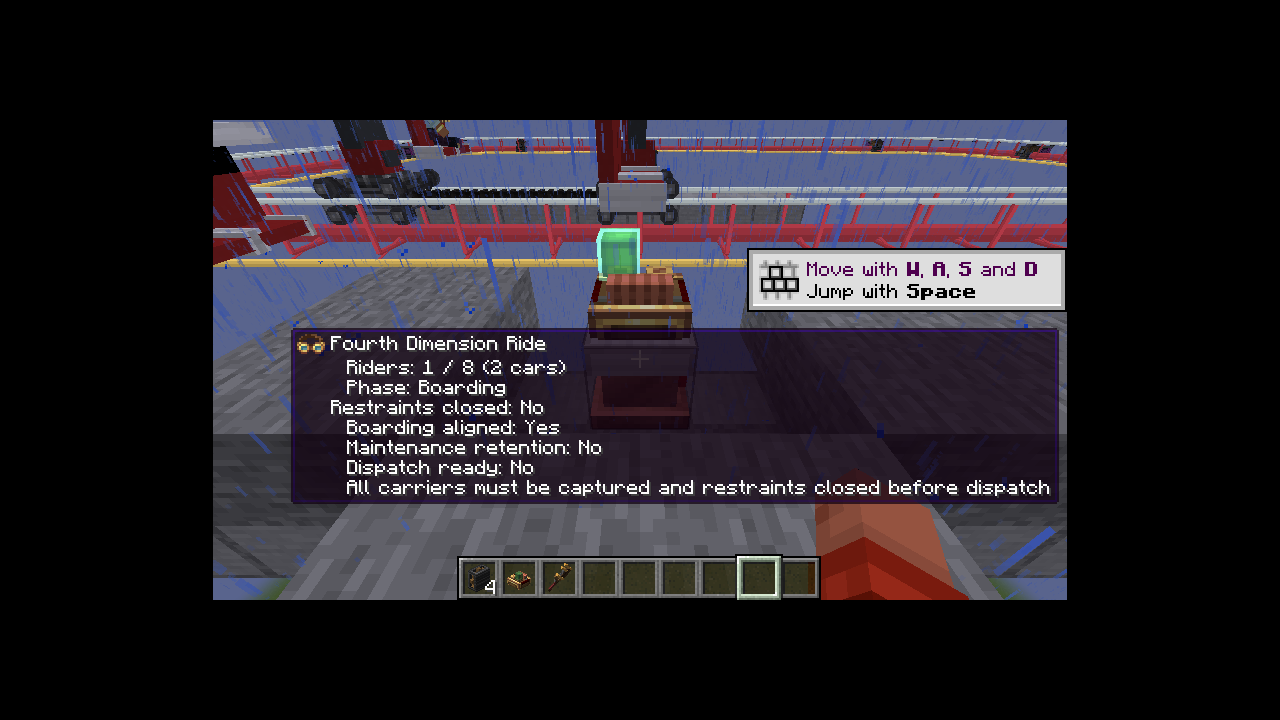 Move with W, A, S and D
Jump with Space
Fourth Dimension Ride
Riders: 1 / 8 (2 cars)
Phase: Boarding
Restraints closed: No
Boarding aligned: Yes
Maintenance retention: No
Dispatch ready: No
All carriers must be captured and restraints closed before dispatch
4